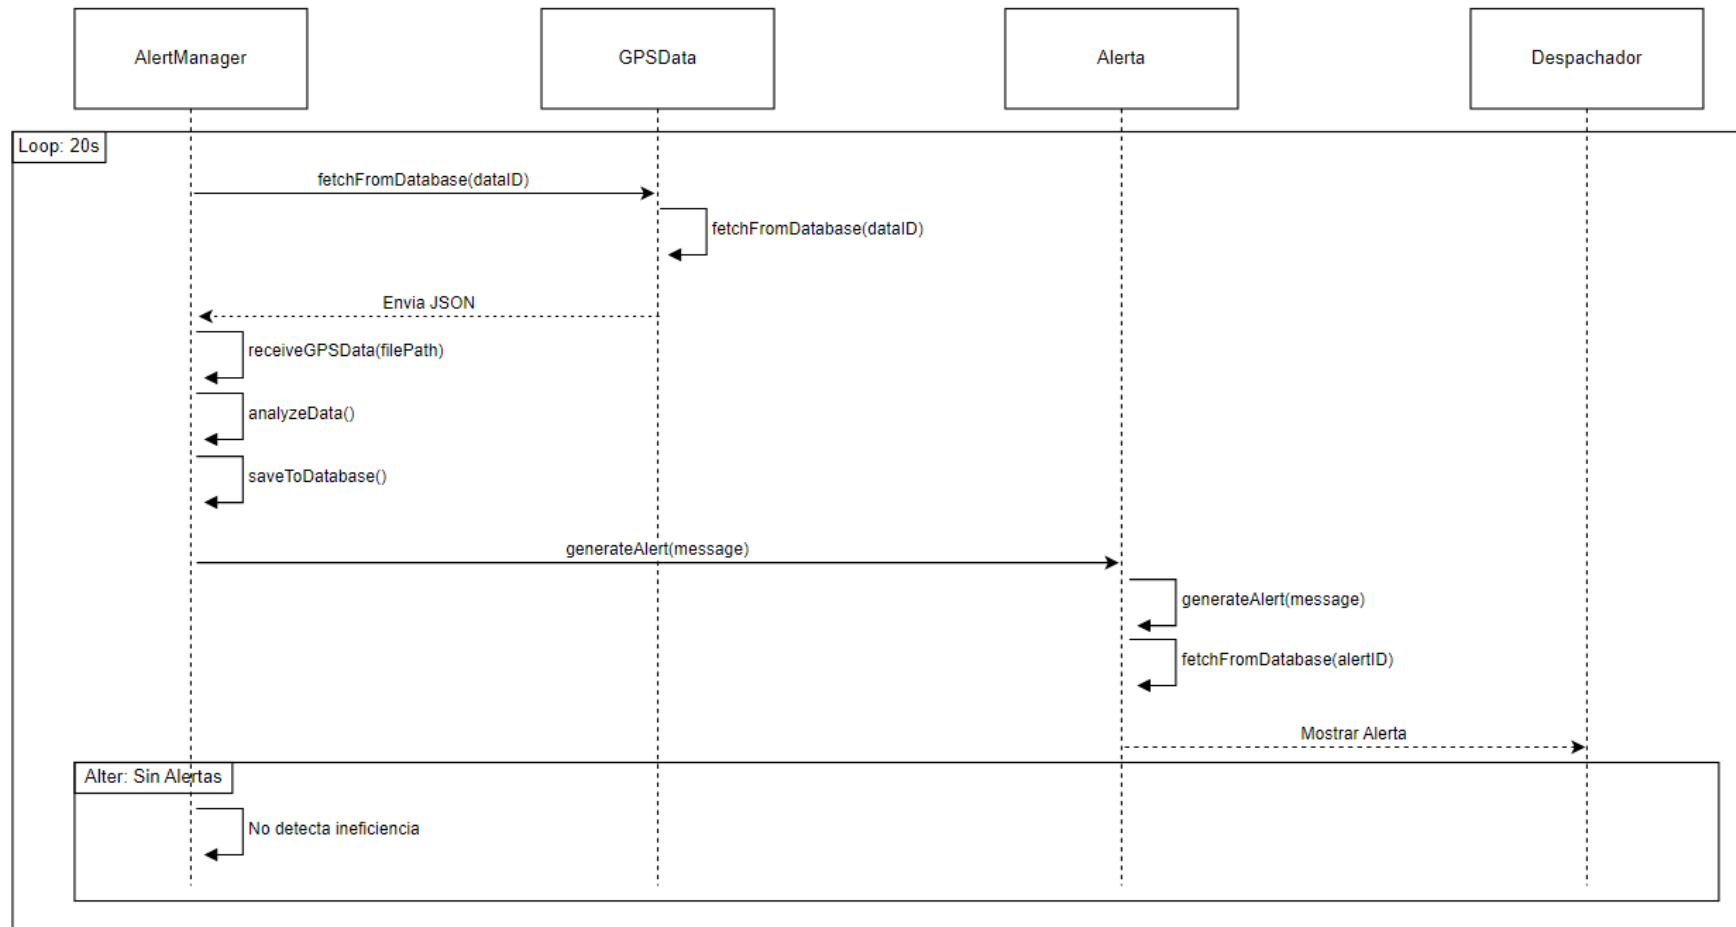 AlertManager
GPSData
Alerta
Despachador
Loop: 20s
fetchFromDatabase(dataID)
fetchFromDatabase(dataID)
Envia JSON
receiveGPSData(filePath)
analyzeData()
saveToDatabase()
generateAlert(message)
generateAlert(message)
fetchFromDatabase(alertID)
Mostrar Alerta
Alter: Sin Alertas
No detecta ineficiencia